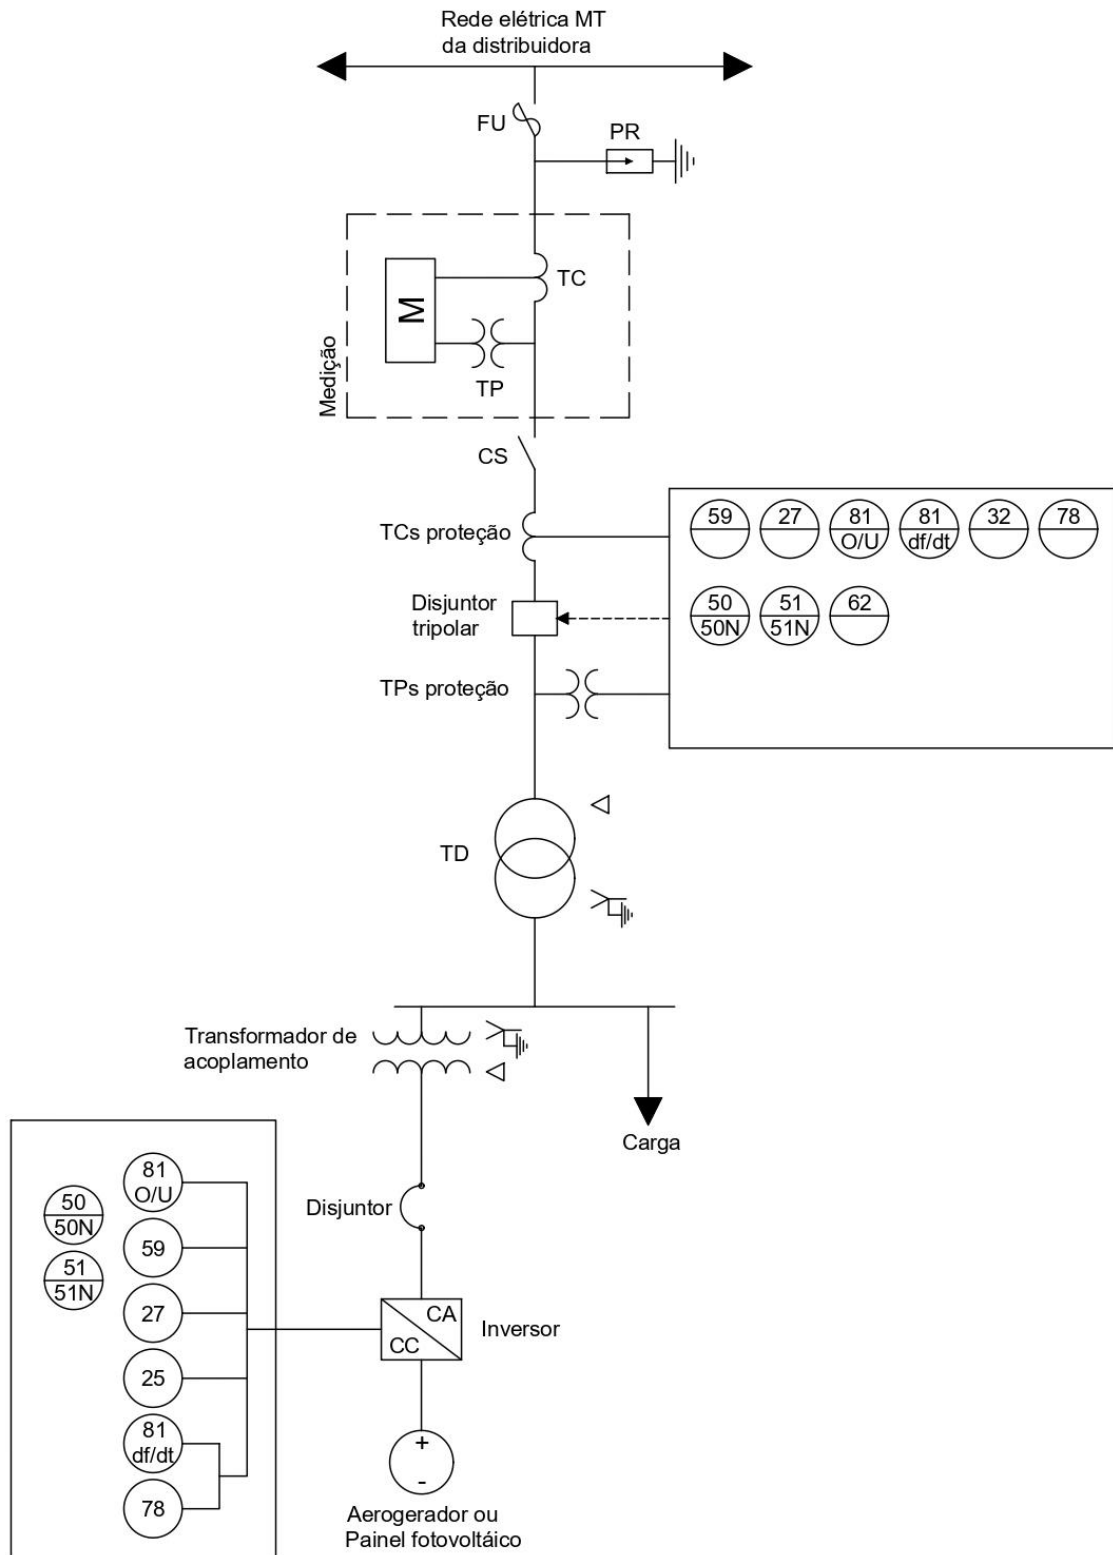 Rede elétrica MT
da distribuidora
FU
PR
TC
M
TP
Medição
CS
TCs proteção
59
27
81
O/U
81
df/dt
32
78
Disjuntor
tripolar
50
50N
51
51N
62
TPs proteção
TD
Transformador de
acoplamento
Carga
81
O/U
50
50N
Disjuntor
59
51
51N
27
CA
CC
Inversor
25
81
df/dt
+
-
78
Aerogerador ou
Painel fotovoltáico